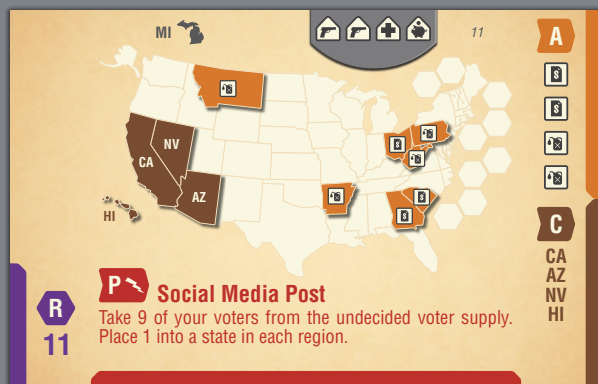 MI
11
A
NV
CA
AZ
HI
C
CA
AZ
NV
HI
P
Social Media Post
R
Take 9 of your voters from the undecided voter supply.
11
Place 1 into a state in each region.